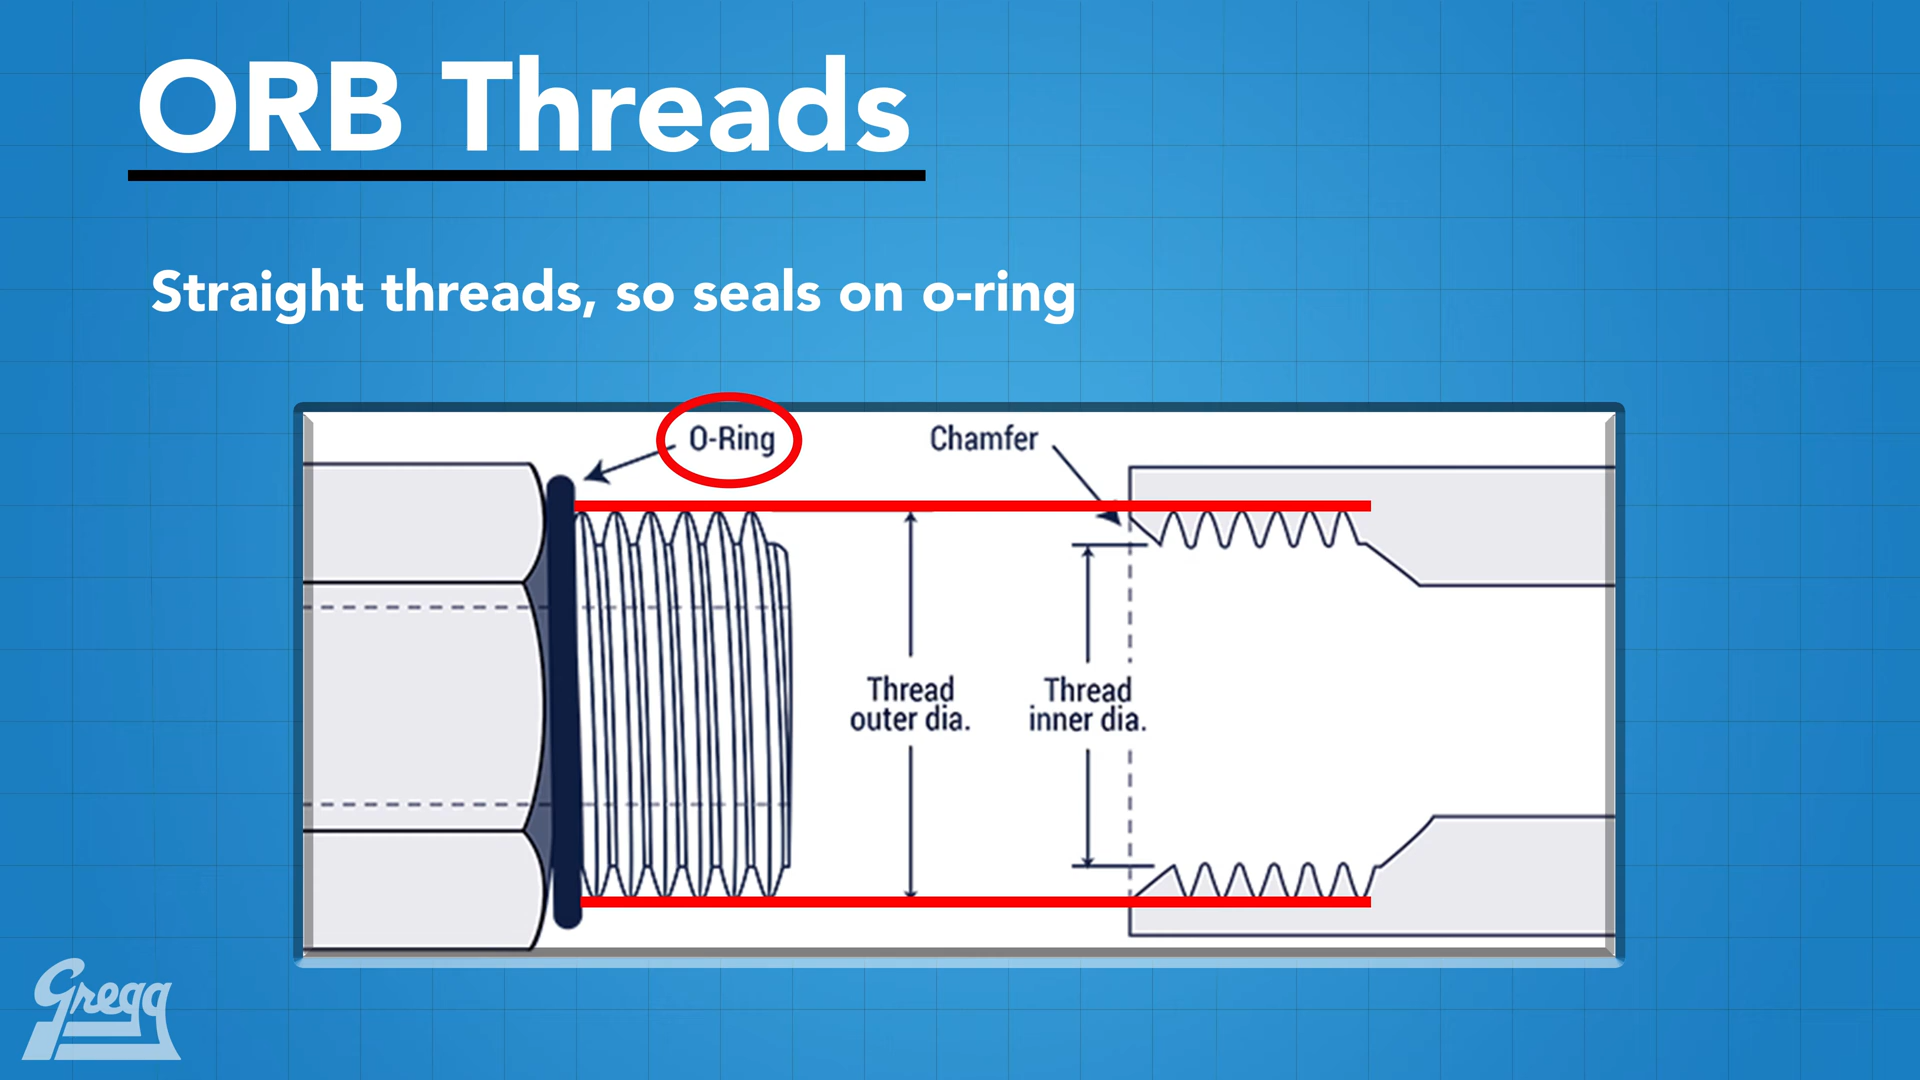 ORB Threads
Straight threads, so seals on o-ring
O-Ring
Chamfer
Thread
outer dia.
Thread
inner dia.
Gregg